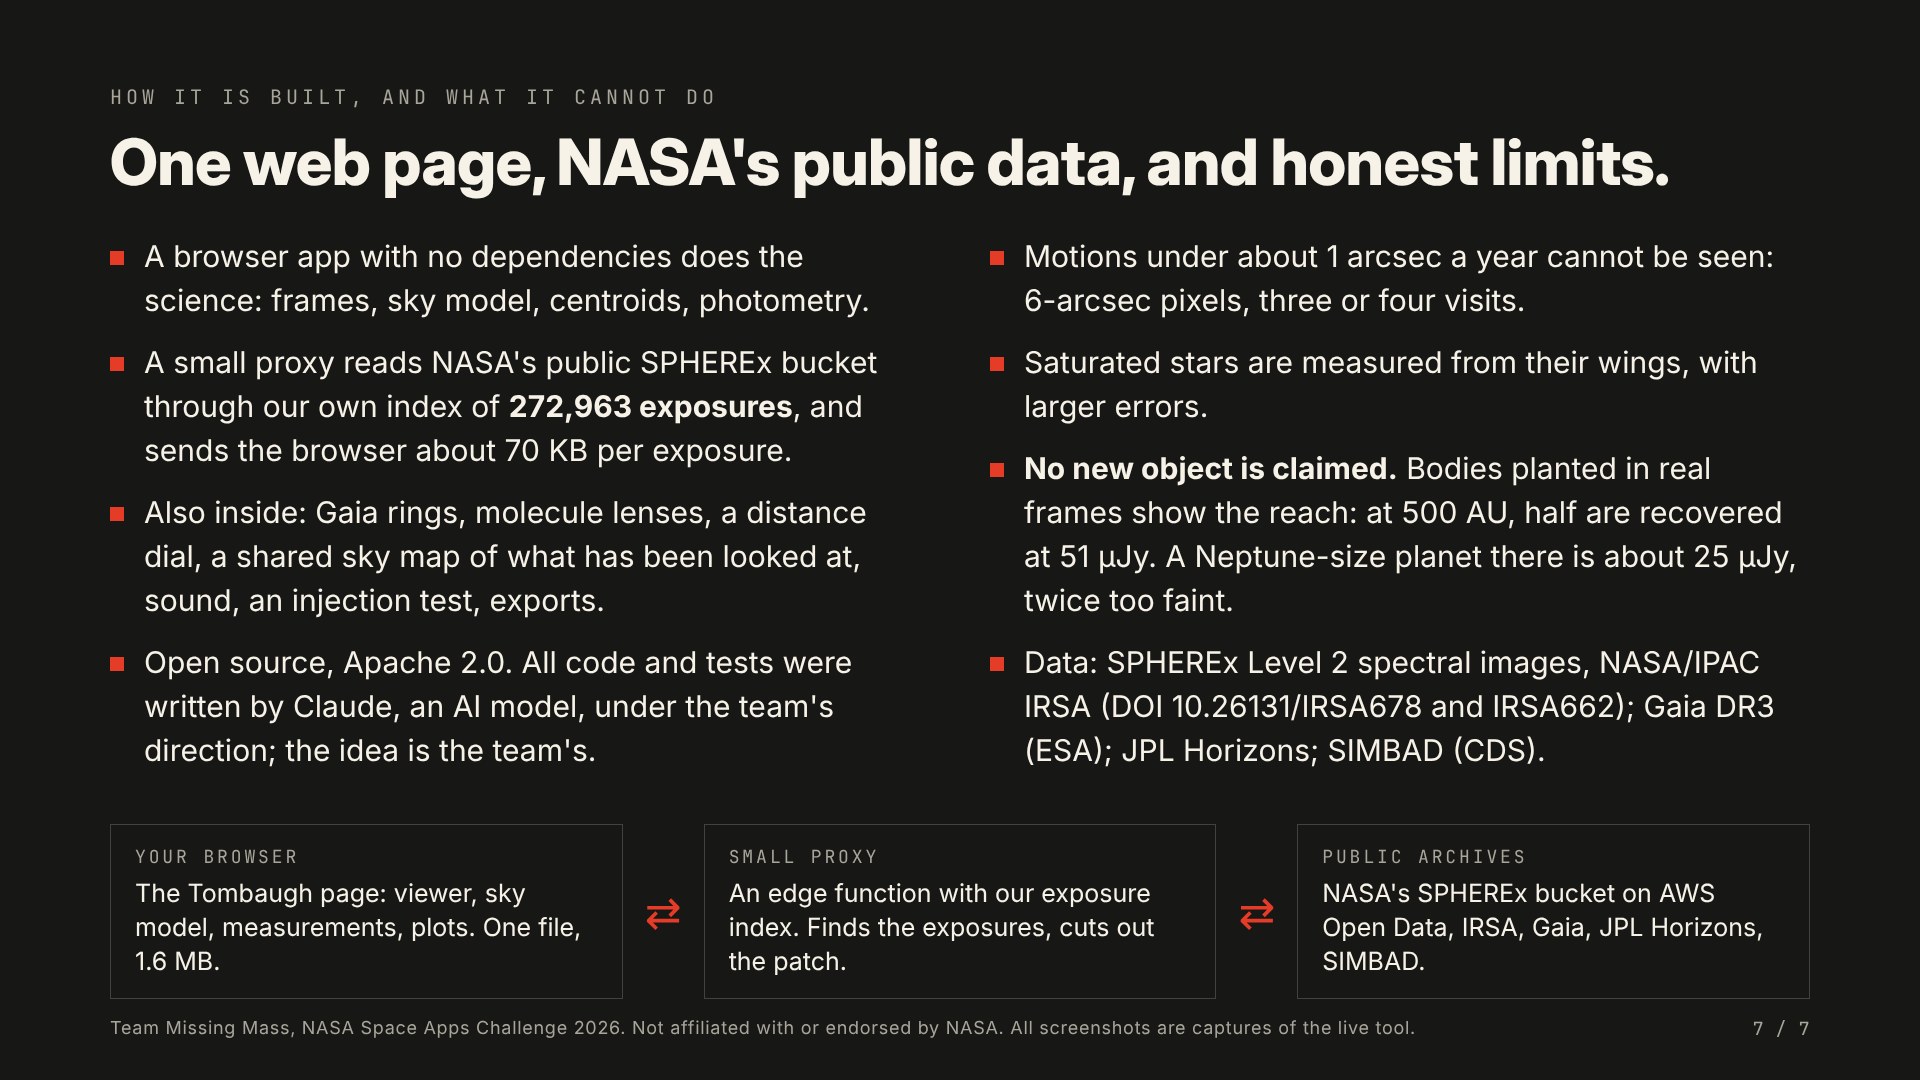 HOW IT IS BUILT, AND WHAT IT CANNOT DO
One web page, NASA's public data, and honest limits.
A browser app with no dependencies does the
science: frames, sky model, centroids, photometry.
A small proxy reads NASA's public SPHEREx bucket
through our own index of 272,963 exposures, and
sends the browser about 70 KB per exposure.
Also inside: Gaia rings, molecule lenses, a distance
dial, a shared sky map of what has been looked at,
sound, an injection test, exports.
Open source, Apache 2.0. All code and tests were
written by Claude, an AI model, under the team's
direction; the idea is the team's.
Motions under about 1 arcsec a year cannot be seen:
6-arcsec pixels, three or four visits.
Saturated stars are measured from their wings, with
larger errors.
No new object is claimed. Bodies planted in real
frames show the reach: at 500 AU, half are recovered
at 51 µJy. A Neptune-size planet there is about 25 µJy,
twice too faint.
Data: SPHEREx Level 2 spectral images, NASA/IPAC
IRSA (DOI 10.26131/IRSA678 and IRSA662); Gaia DR3
(ESA); JPL Horizons; SIMBAD (CDS).
YOUR BROWSER
The Tombaugh page: viewer, sky
model, measurements, plots. One file,
1.6 MB.
⇄
SMALL PROXY
An edge function with our exposure
index. Finds the exposures, cuts out
the patch.
⇄
PUBLIC ARCHIVES
NASA's SPHEREx bucket on AWS
Open Data, IRSA, Gaia, JPL Horizons,
SIMBAD.
Team Missing Mass, NASA Space Apps Challenge 2026. Not affiliated with or endorsed by NASA. All screenshots are captures of the live tool.
7 / 7